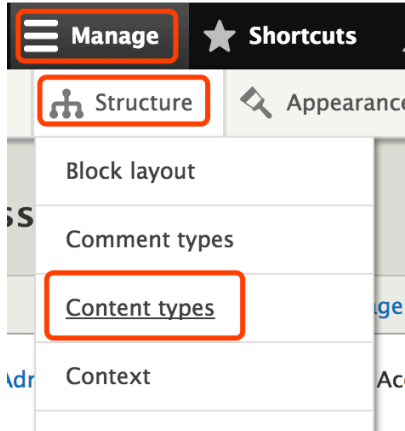 Manage Shortcuts
Structure Appearance
Block layout
Comment types
Content types
Context